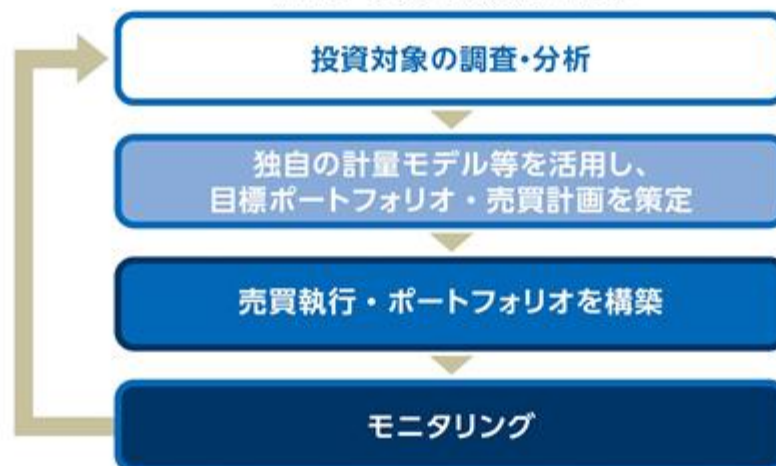 投資対象の調査・分析
独自の計量モデル等を活用し、
目標ポートフォリオ・売買計画を策定
売買執行・ポートフォリオを構築
モニタリング